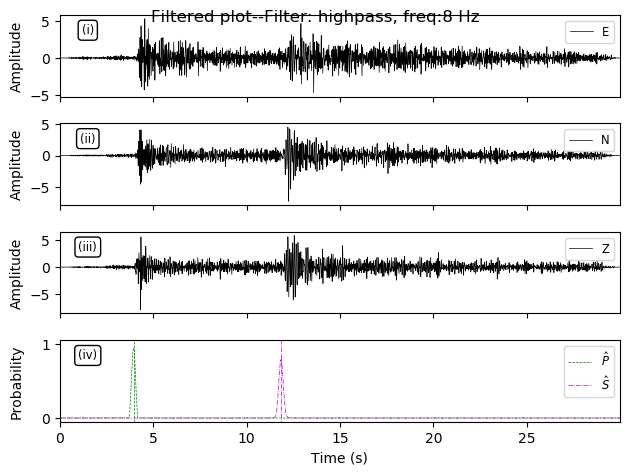 Filtered plot--Filter: highpass, freq:8 Hz
Amplitude
5
0
−5
(i)
E
Amplitude
5
0
−5
(ii)
N
Amplitude
5
0
−5
(iii)
Z
Probability
1
0
(iv)
P̂
Ŝ
0 5 10 15 20 25
Time (s)